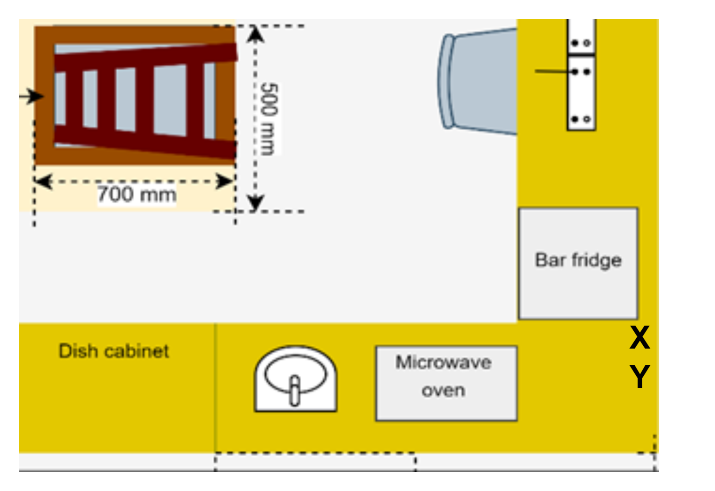 500 mm
700 mm
Bar fridge
X
Dish cabinet
Microwave
oven
Y